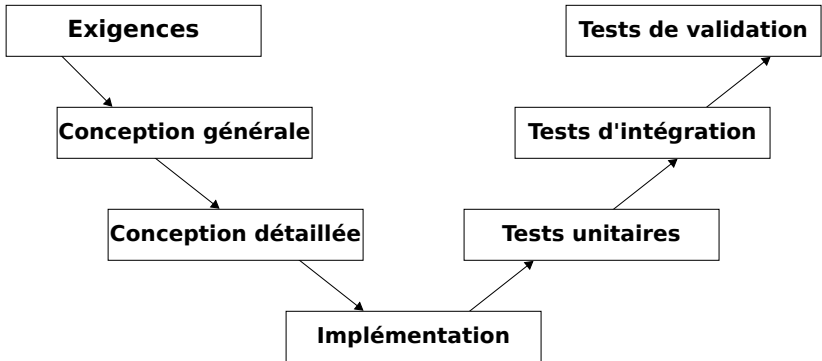 Exigences
Tests de validation
Conception générale
Tests d'intégration
Conception détaillée
Tests unitaires
Implémentation